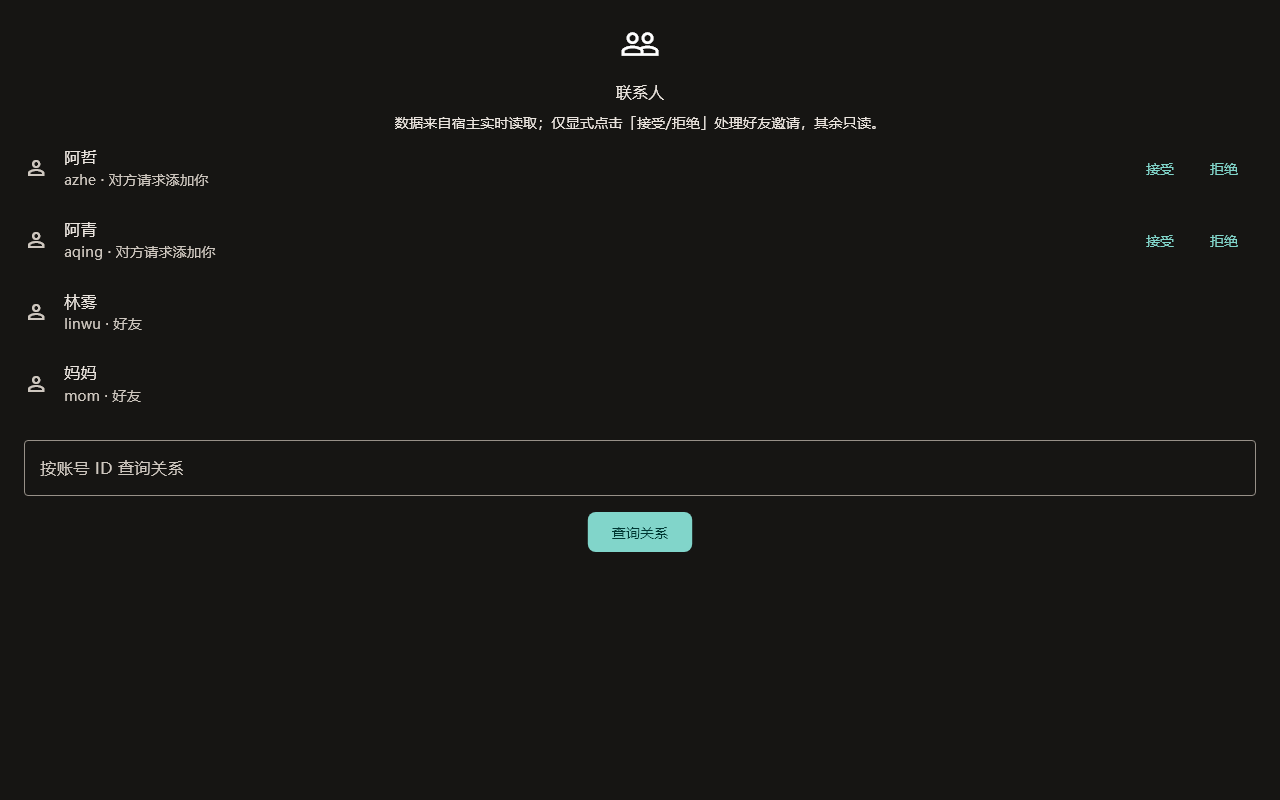 联系人
数据来自宿主实时读取；仅显式点击「接受/拒绝」处理好友邀请，其余只读。
阿哲
azhe · 对方请求添加你
接受 拒绝
阿青
aqing · 对方请求添加你
接受 拒绝
林雾
linwu · 好友
妈妈
mom · 好友
按账号 ID 查询关系
查询关系